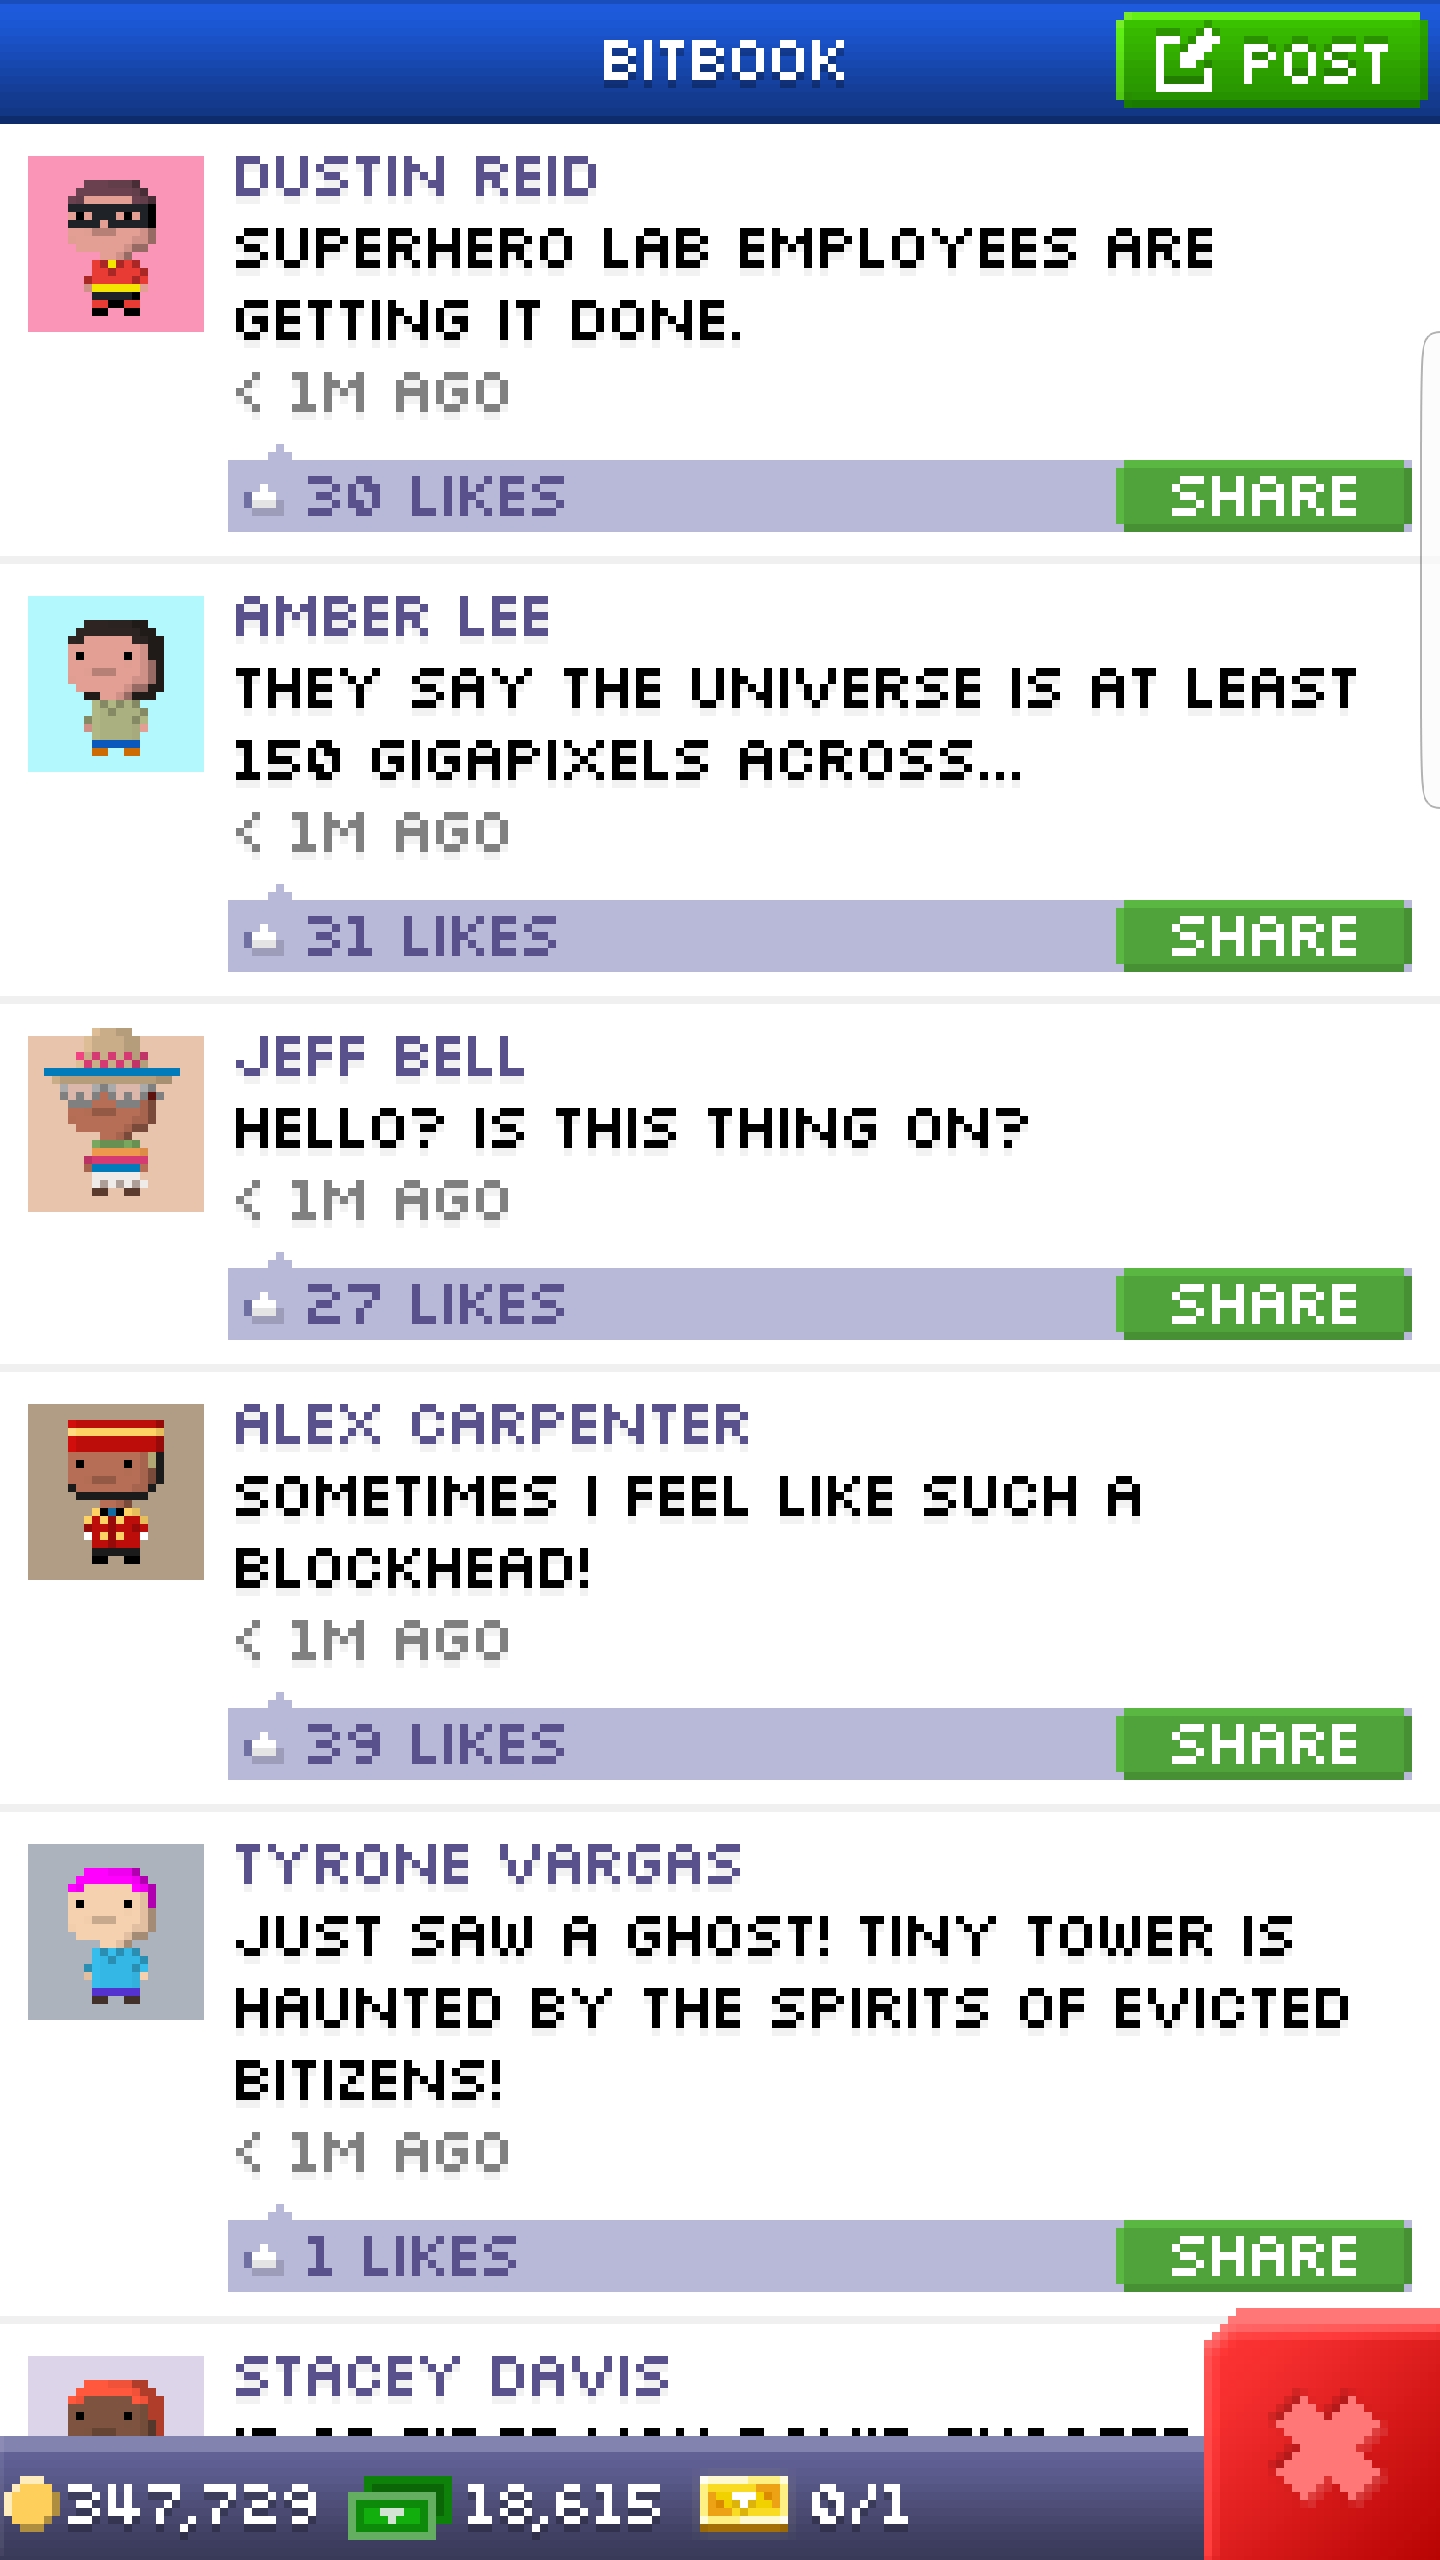 BITBOOK
POST
DUSTIN REID
SUPERHERO LAB EMPLOYEES ARE
GETTING IT DONE.
< 1M AGO
30 LIKES
SHARE
AMBER LEE
THEY SAY THE UNIVERSE IS AT LEAST
150 GIGAPIXELS ACROSS...
< 1M AGO
31 LIKES
SHARE
JEFF BELL
HELLO? IS THIS THING ON?
< 1M AGO
27 LIKES
SHARE
ALEX CARPENTER
SOMETIMES I FEEL LIKE SUCH A
BLOCKHEAD!
< 1M AGO
39 LIKES
SHARE
TYRONE VARGAS
JUST SAW A GHOST! TINY TOWER IS
HAUNTED BY THE SPIRITS OF EVICTED
BITIZENS!
< 1M AGO
1 LIKES
SHARE
STACEY DAVIS
347,729 18,615 0/1